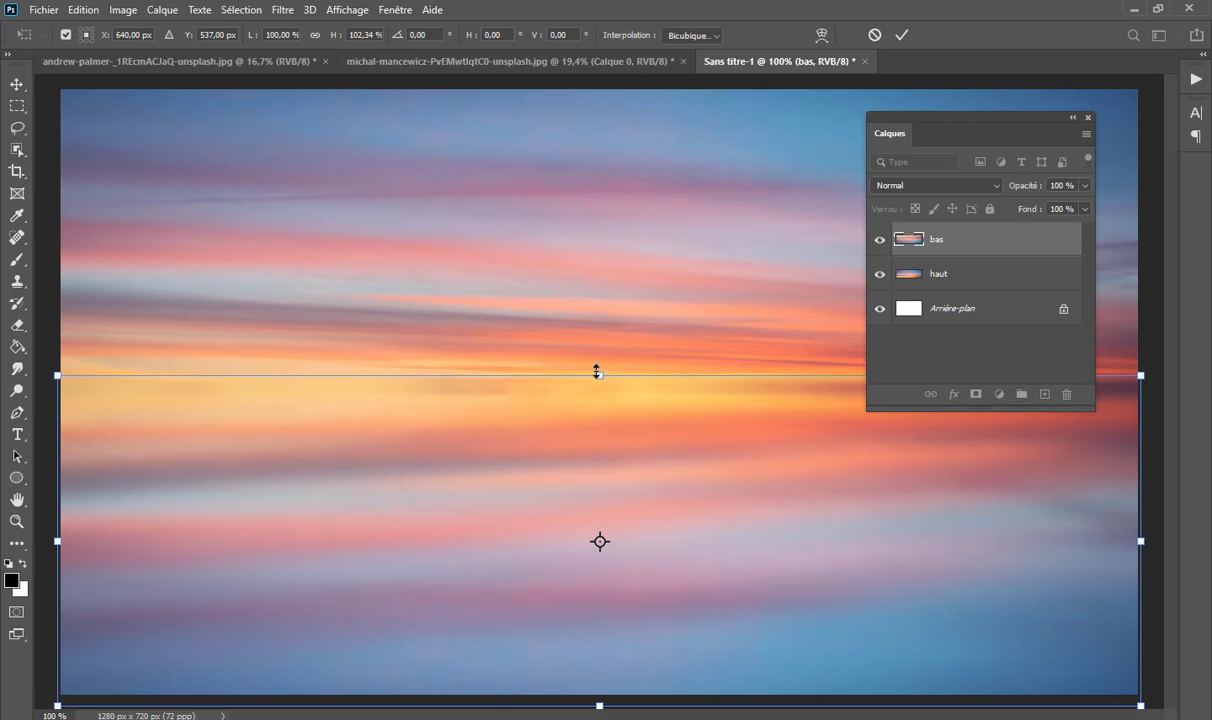 Ps Fichier Edition Image Calque Texte Sélection Filtre 3D Affichage Fenêtre Aide
X: 640,00 px Y: 537,00 px L: 100,00 % H: 102,34 % 0,00 ° H: 0,00 ° V: 0,00 ° Interpolation : Bicubique...
andrew-palmer-_1REcmACJaQ-unsplash.jpg @ 16,7% (RVB/8) * × michal-mancewicz-PvEMwtIqtC0-unsplash.jpg @ 19,4% (Calque 0, RVB/8) * × Sans titre-1 @ 100% (bas, RVB/8) * ×
Calques
Type
Normal Opacité : 100 %
Verrou : Fond : 100 %
bas
haut
Arrière-plan
fx
100 % 1280 px x 720 px (72 ppp)